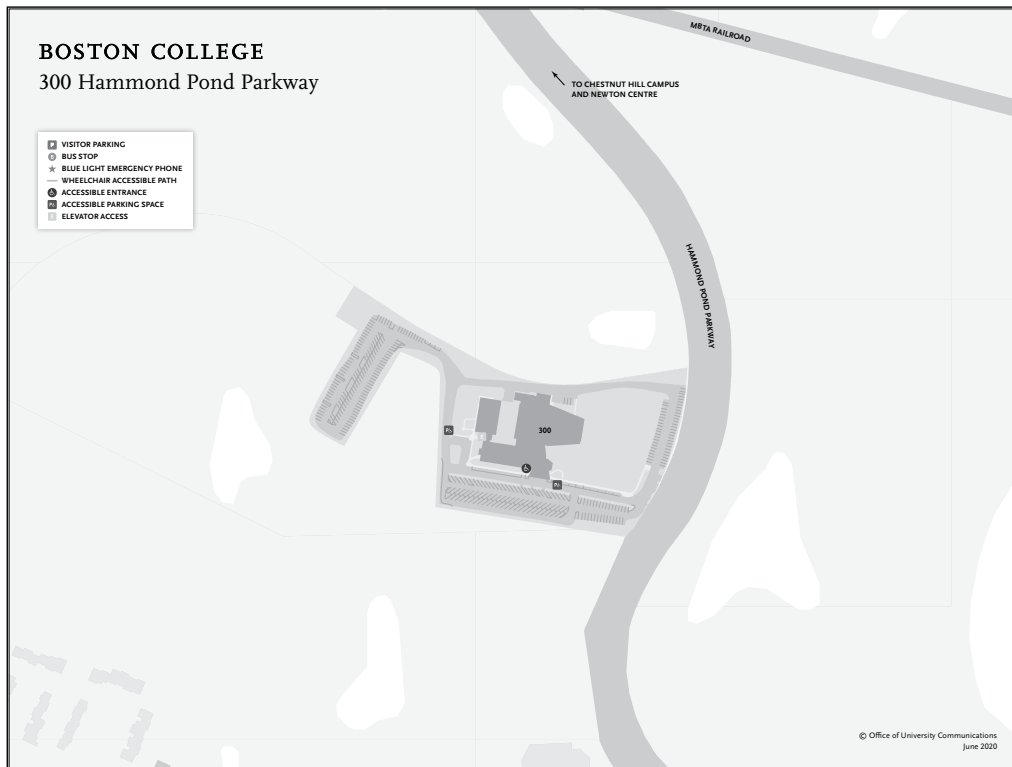 BOSTON COLLEGE
300 Hammond Pond Parkway
MBTA RAILROAD
TO CHESTNUT HILL CAMPUS
AND NEWTON CENTRE
P VISITOR PARKING
B BUS STOP
BLUE LIGHT EMERGENCY PHONE
WHEELCHAIR ACCESSIBLE PATH
ACCESSIBLE ENTRANCE
P ACCESSIBLE PARKING SPACE
ELEVATOR ACCESS
HAMMOND POND PARKWAY
300
© Office of University Communications
June 2020